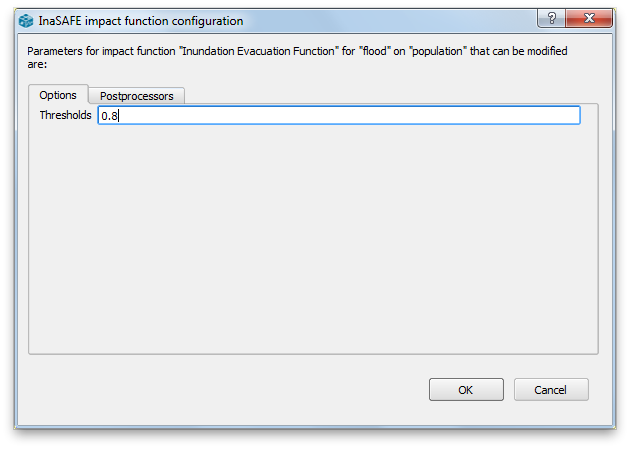 InaSAFE impact function configuration
?
Parameters for impact function "Inundation Evacuation Function" for "flood" on "population" that can be modified
are:
Options
Postprocessors
Thresholds
0.8
OK
Cancel